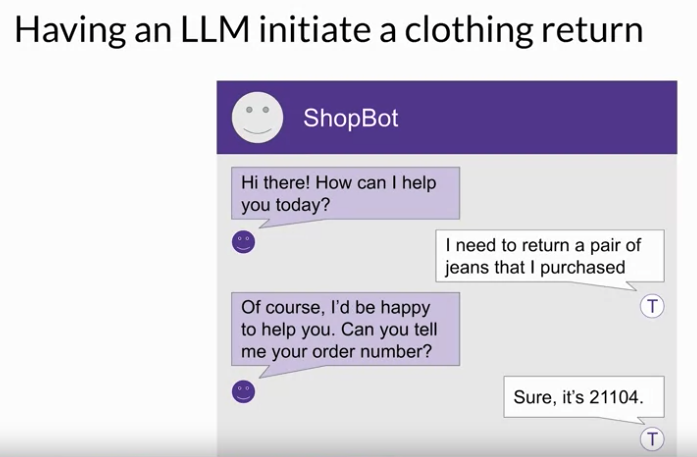 Having an LLM initiate a clothing return
ShopBot
Hi there! How can I help
you today?
I need to return a pair of
jeans that I purchased
T
Of course, I'd be happy
to help you. Can you tell
me your order number?
Sure, it's 21104.
T